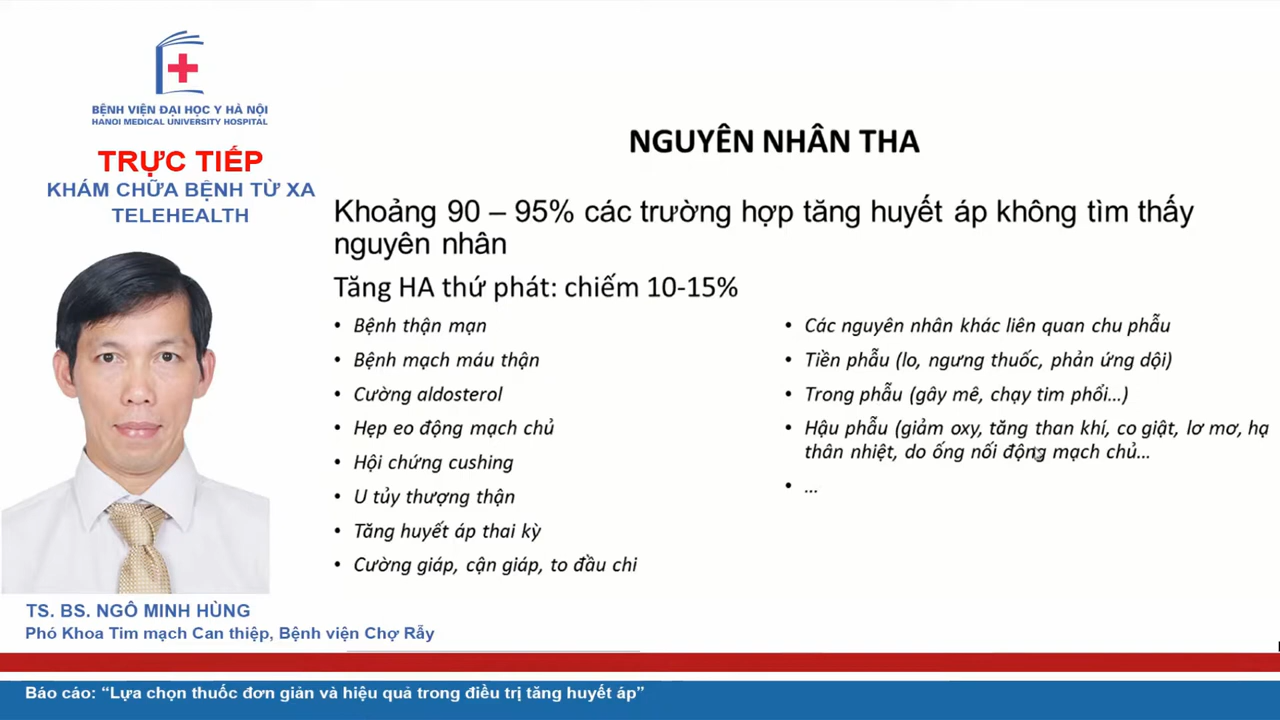 BỆNH VIỆN ĐẠI HỌC Y HÀ NỘI
HANOI MEDICAL UNIVERSITY HOSPITAL
TRỰC TIẾP
KHÁM CHỮA BỆNH TỪ XA
TELEHEALTH
NGUYÊN NHÂN THA
Khoảng 90 – 95% các trường hợp tăng huyết áp không tìm thấy
nguyên nhân
Tăng HA thứ phát: chiếm 10-15%
• Bệnh thận mạn
• Bệnh mạch máu thận
• Cường aldosterol
• Hẹp eo động mạch chủ
• Hội chứng cushing
• U tủy thượng thận
• Tăng huyết áp thai kỳ
• Cường giáp, cận giáp, to đầu chi
• Các nguyên nhân khác liên quan chu phẫu
• Tiền phẫu (lo, ngưng thuốc, phản ứng dội)
• Trong phẫu (gây mê, chạy tim phổi...)
• Hậu phẫu (giảm oxy, tăng than khí, co giật, lơ mơ, hạ
thân nhiệt, do ống nối động mạch chủ...
• ...
TS. BS. NGÔ MINH HÙNG
Phó Khoa Tim mạch Can thiệp, Bệnh viện Chợ Rẫy
Báo cáo: “Lựa chọn thuốc đơn giản và hiệu quả trong điều trị tăng huyết áp”